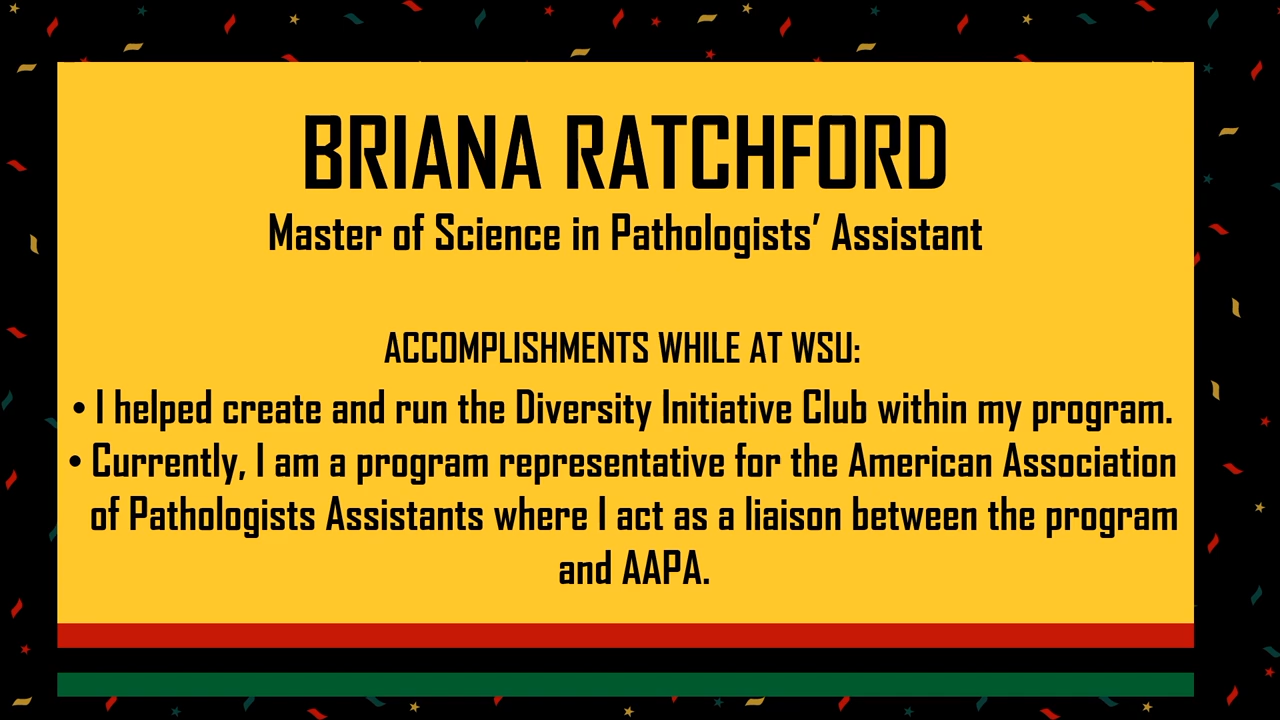 BRIANA RATCHFORD
Master of Science in Pathologists’ Assistant
ACCOMPLISHMENTS WHILE AT WSU:
• I helped create and run the Diversity Initiative Club within my program.
• Currently, I am a program representative for the American Association
of Pathologists Assistants where I act as a liaison between the program
and AAPA.